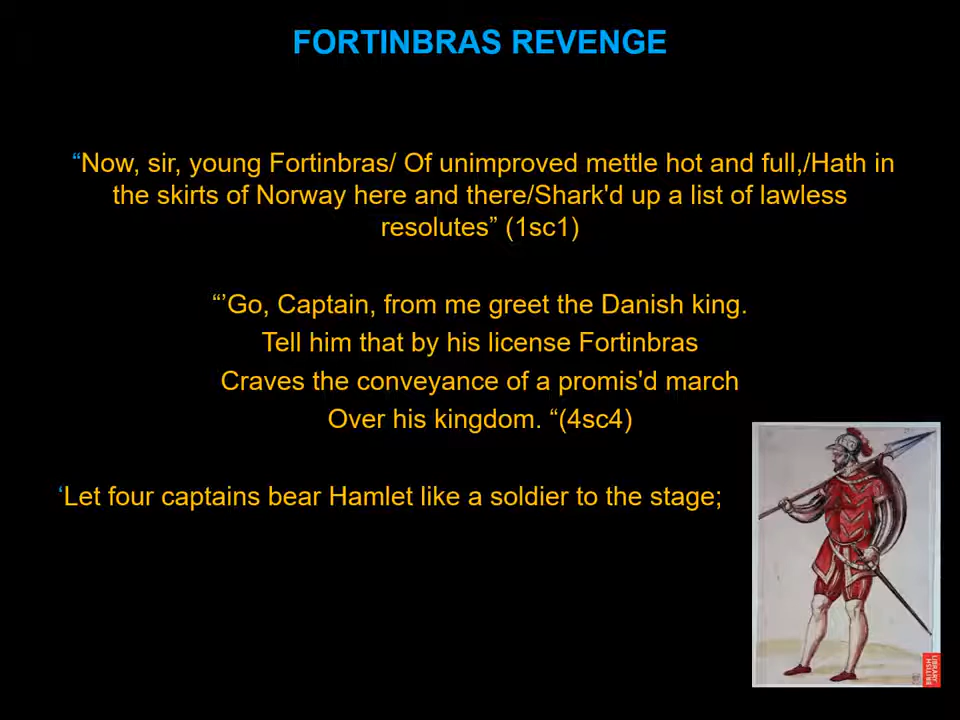 FORTINBRAS REVENGE
“Now, sir, young Fortinbras/ Of unimproved mettle hot and full,/Hath in
the skirts of Norway here and there/Shark'd up a list of lawless
resolutes” (1sc1)
“’Go, Captain, from me greet the Danish king.
Tell him that by his license Fortinbras
Craves the conveyance of a promis'd march
Over his kingdom. “(4sc4)
‘Let four captains bear Hamlet like a soldier to the stage;
BRITISH
LIBRARY